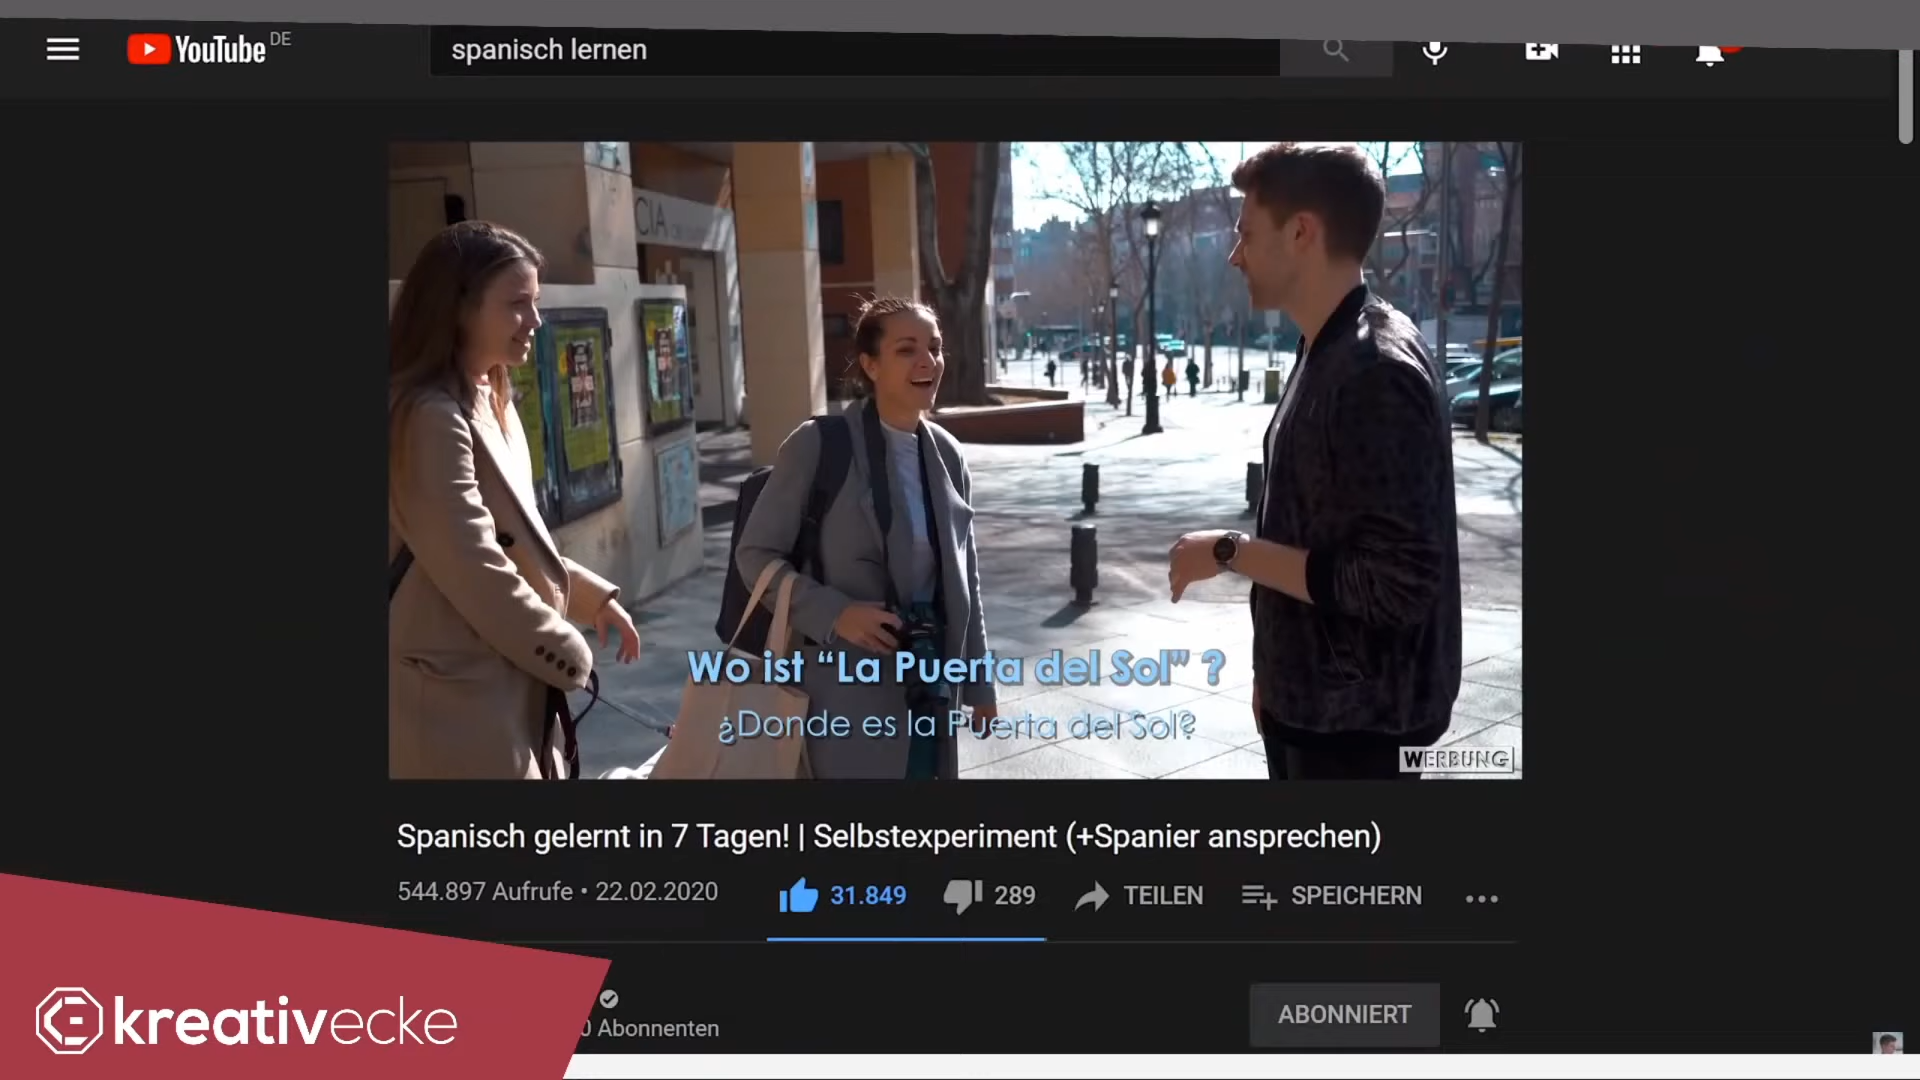 YouTube DE
spanisch lernen
CIA
Wo ist “La Puerta del Sol” ?
¿Donde es la Puerta del Sol?
WERBUNG
Spanisch gelernt in 7 Tagen! | Selbstexperiment (+Spanier ansprechen)
544.897 Aufrufe • 22.02.2020
31.849
289
TEILEN
SPEICHERN
0 Abonnenten
ABONNIERT
kreativecke